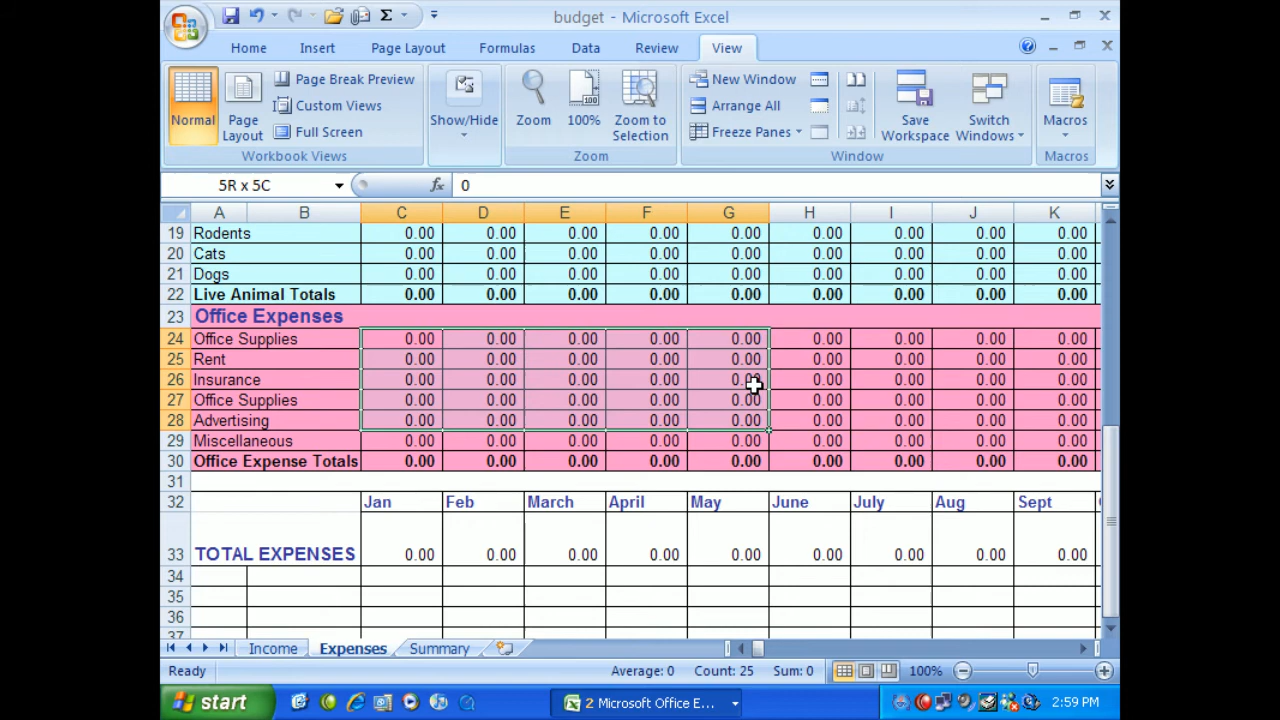 budget - Microsoft Excel
Home Insert Page Layout Formulas Data Review View
Normal
Page Layout
Page Break Preview
Custom Views
Full Screen
Workbook Views
Show/Hide
Zoom
100%
Zoom to Selection
Zoom
New Window
Arrange All
Freeze Panes
Save Workspace
Switch Windows
Window
Macros
Macros
5R x 5C fx 0
A B C D E F G H I J K
19 Rodents 0.00 0.00 0.00 0.00 0.00 0.00 0.00 0.00 0.00
20 Cats 0.00 0.00 0.00 0.00 0.00 0.00 0.00 0.00 0.00
21 Dogs 0.00 0.00 0.00 0.00 0.00 0.00 0.00 0.00 0.00
22 Live Animal Totals 0.00 0.00 0.00 0.00 0.00 0.00 0.00 0.00 0.00
23 Office Expenses
24 Office Supplies 0.00 0.00 0.00 0.00 0.00 0.00 0.00 0.00 0.00
25 Rent 0.00 0.00 0.00 0.00 0.00 0.00 0.00 0.00 0.00
26 Insurance 0.00 0.00 0.00 0.00 0.00 0.00 0.00 0.00 0.00
27 Office Supplies 0.00 0.00 0.00 0.00 0.00 0.00 0.00 0.00 0.00
28 Advertising 0.00 0.00 0.00 0.00 0.00 0.00 0.00 0.00 0.00
29 Miscellaneous 0.00 0.00 0.00 0.00 0.00 0.00 0.00 0.00 0.00
30 Office Expense Totals 0.00 0.00 0.00 0.00 0.00 0.00 0.00 0.00 0.00
31
32 Jan Feb March April May June July Aug Sept
33 TOTAL EXPENSES 0.00 0.00 0.00 0.00 0.00 0.00 0.00 0.00 0.00
34
35
36
37
Income Expenses Summary
Ready Average: 0 Count: 25 Sum: 0 100%
start 2 Microsoft Office E... 2:59 PM